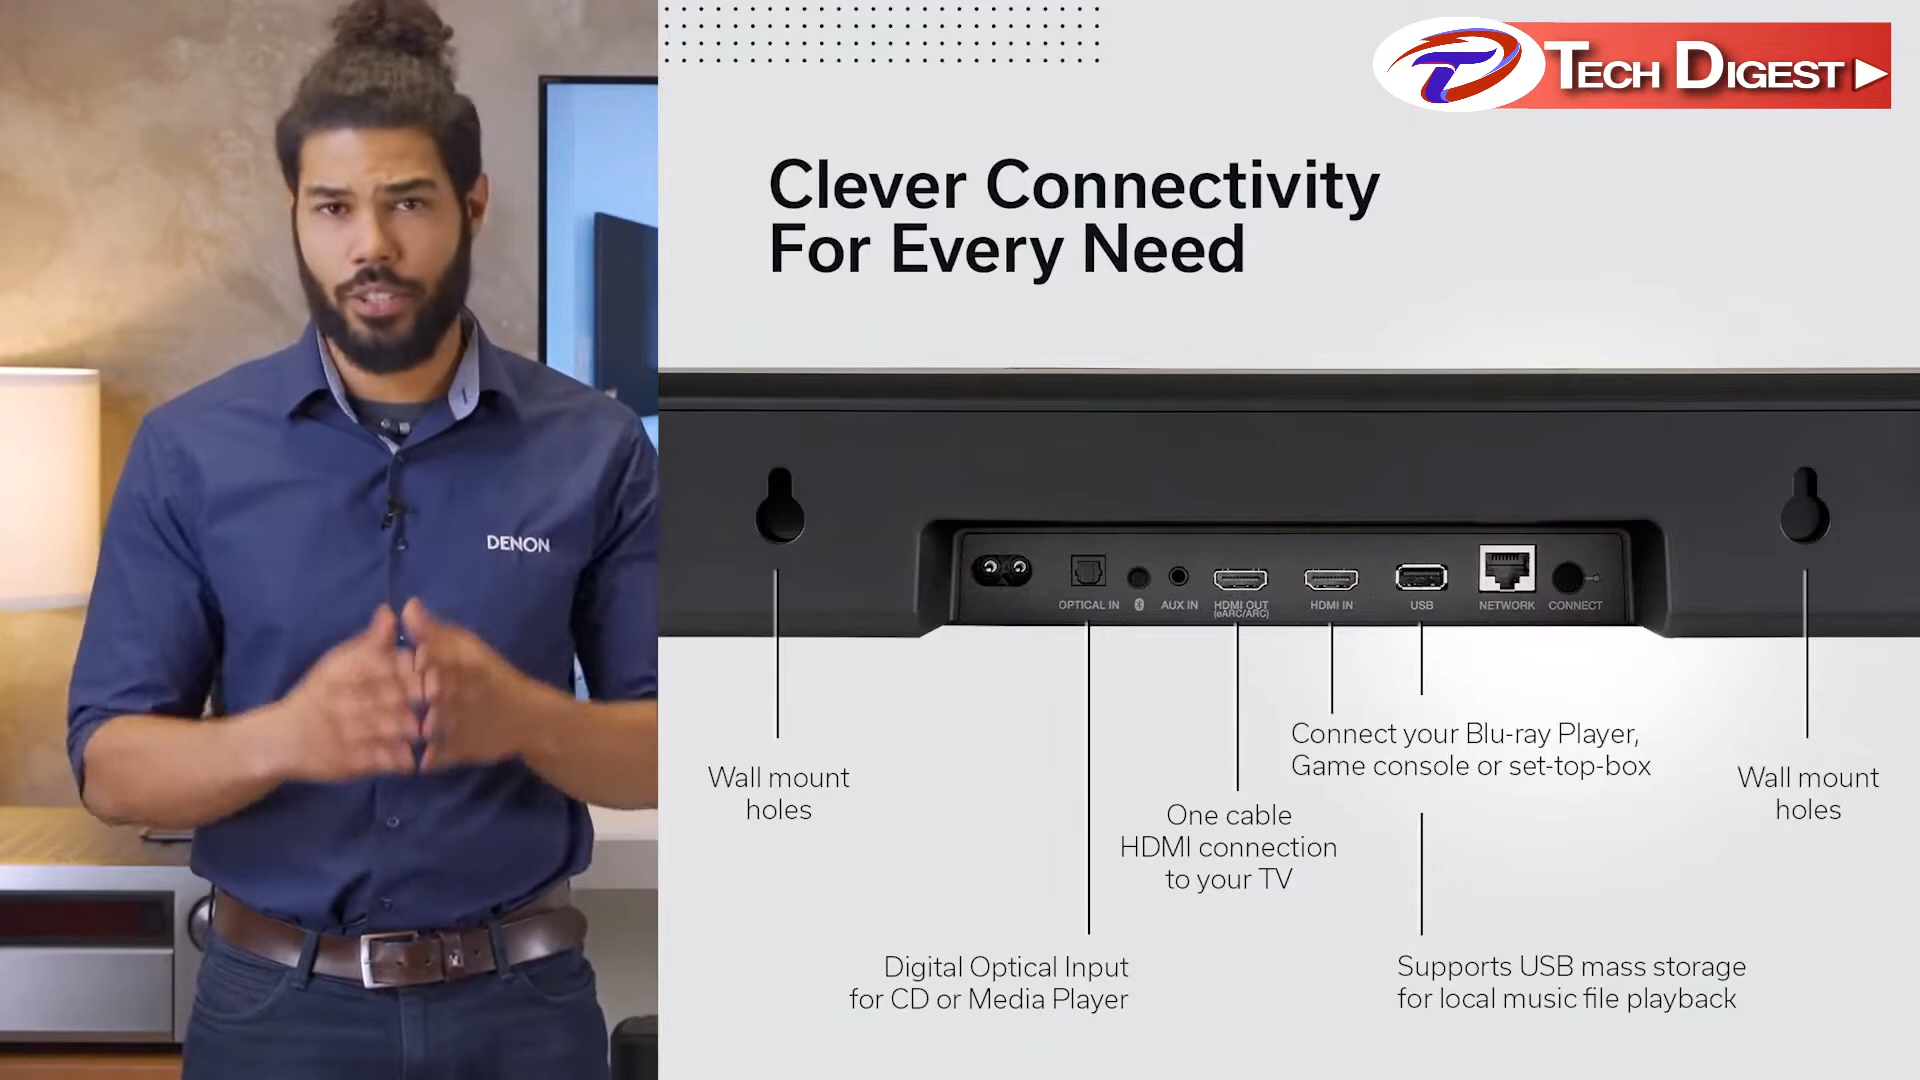 TECH DIGEST
Clever Connectivity
For Every Need
DENON
OPTICAL IN
AUX IN
HDMI OUT
(eARC/ARC)
HDMI IN
USB
NETWORK
CONNECT
Wall mount
holes
Digital Optical Input
for CD or Media Player
One cable
HDMI connection
to your TV
Connect your Blu-ray Player,
Game console or set-top-box
Supports USB mass storage
for local music file playback
Wall mount
holes